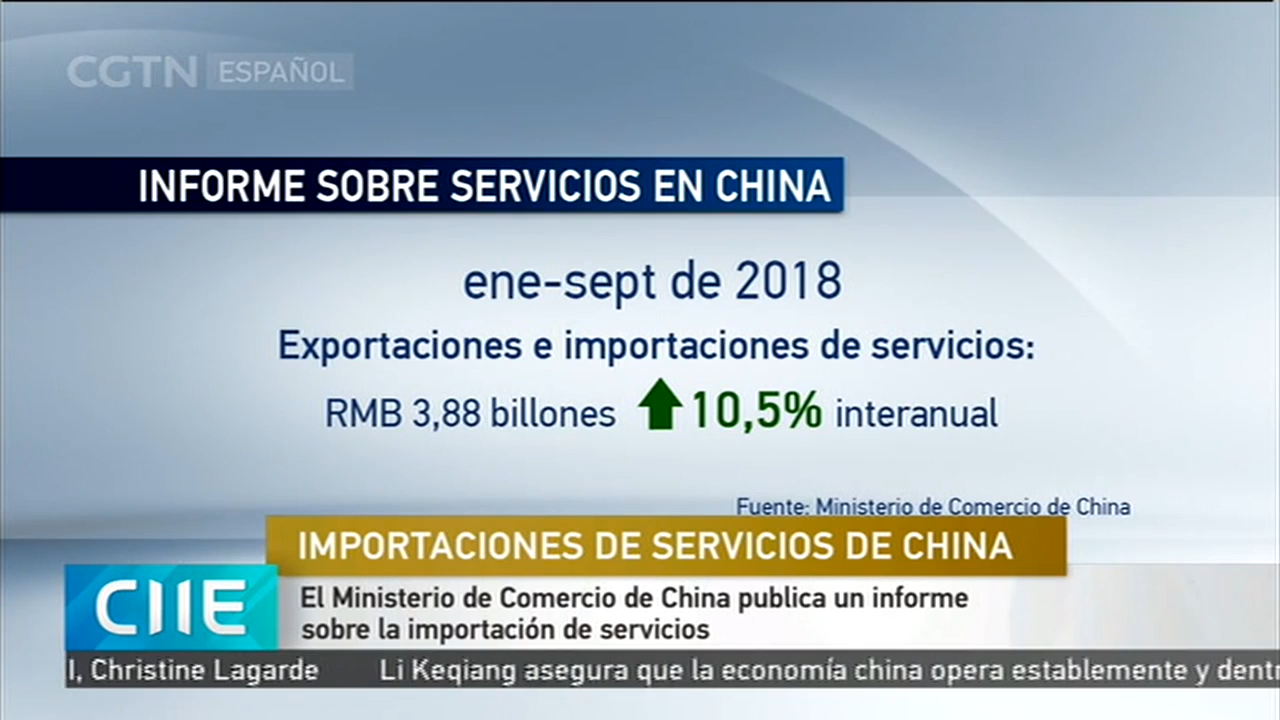 CGTN ESPAÑOL
INFORME SOBRE SERVICIOS EN CHINA
ene-sept de 2018
Exportaciones e importaciones de servicios:
RMB 3,88 billones 10,5% interanual
Fuente: Ministerio de Comercio de China
IMPORTACIONES DE SERVICIOS DE CHINA
CIIE
El Ministerio de Comercio de China publica un informe
sobre la importación de servicios
I, Christine Lagarde Li Keqiang asegura que la economía china opera establemente y dentr